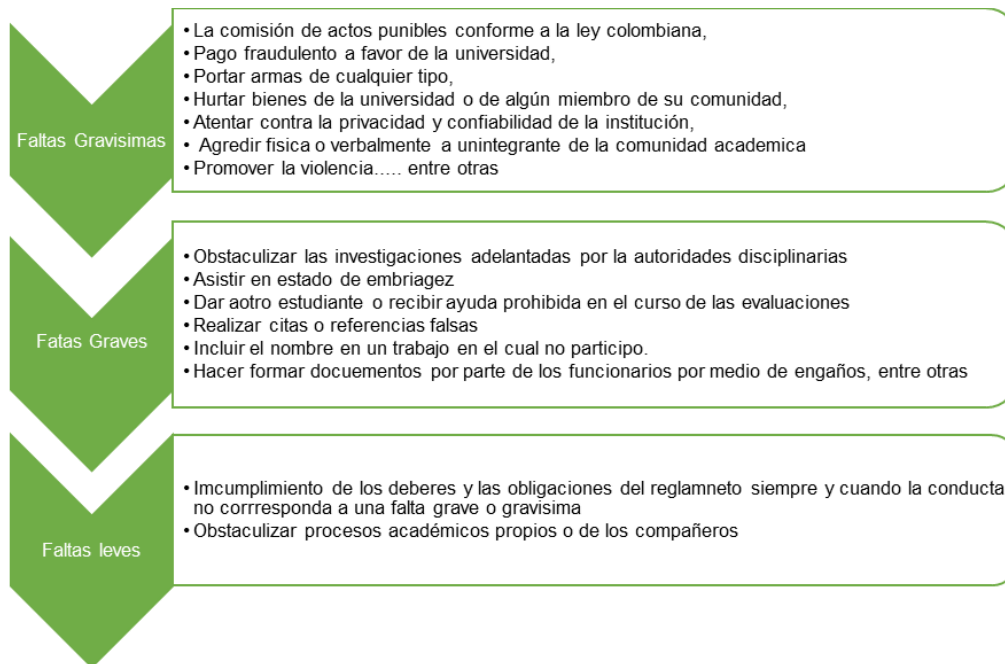 • La comisión de actos punibles conforme a la ley colombiana,
• Pago fraudulento a favor de la universidad,
• Portar armas de cualquier tipo,
• Hurtar bienes de la universidad o de algún miembro de su comunidad,
Faltas Gravisimas
• Atentar contra la privacidad y confiabilidad de la institución,
• Agredir fisica o verbalmente a unintegrante de la comunidad academica
• Promover la violencia..... entre otras
• Obstaculizar las investigaciones adelantadas por la autoridades disciplinarias
• Asistir en estado de embriagez
• Dar aotro estudiante o recibir ayuda prohibida en el curso de las evaluaciones
Fatas Graves
• Realizar citas o referencias falsas
• Incluir el nombre en un trabajo en el cual no participo.
• Hacer formar docuementos por parte de los funcionarios por medio de engaños, entre otras
• Imcumplimiento de los deberes y las obligaciones del reglamneto siempre y cuando la conducta
no corrresponda a una falta grave o gravisima
• Obstaculizar procesos académicos propios o de los compañeros
Faltas leves